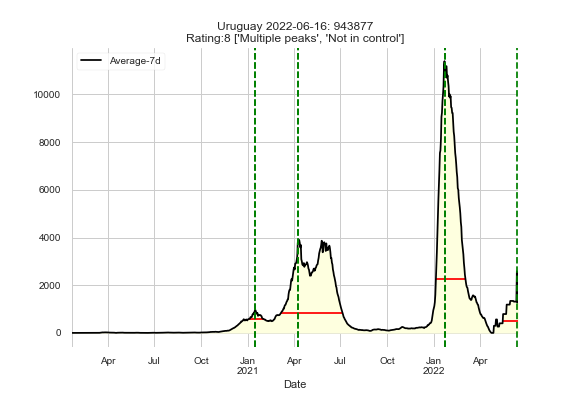 Uruguay 2022-06-16: 943877
Rating:8 ['Multiple peaks', 'Not in control']
Average-7d
10000
8000
6000
4000
2000
0
Apr Jul Oct Jan Apr Jul Oct Jan Apr
2021 2022
Date